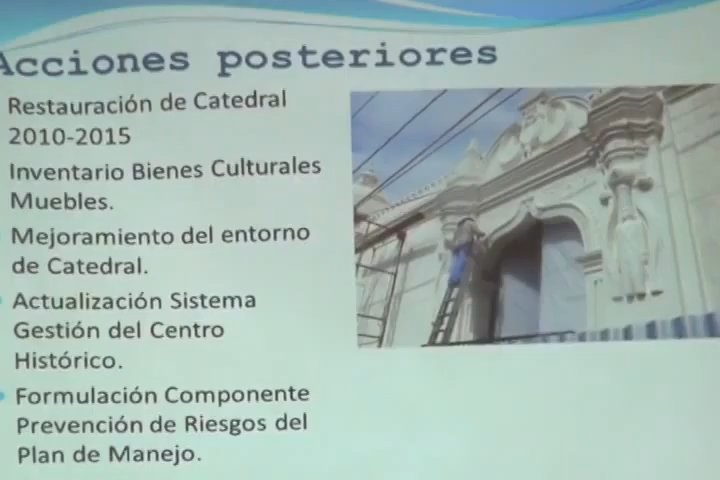 Acciones posteriores
Restauración de Catedral
2010-2015
Inventario Bienes Culturales
Muebles.
Mejoramiento del entorno
de Catedral.
Actualización Sistema
Gestión del Centro
Histórico.
Formulación Componente
Prevención de Riesgos del
Plan de Manejo.